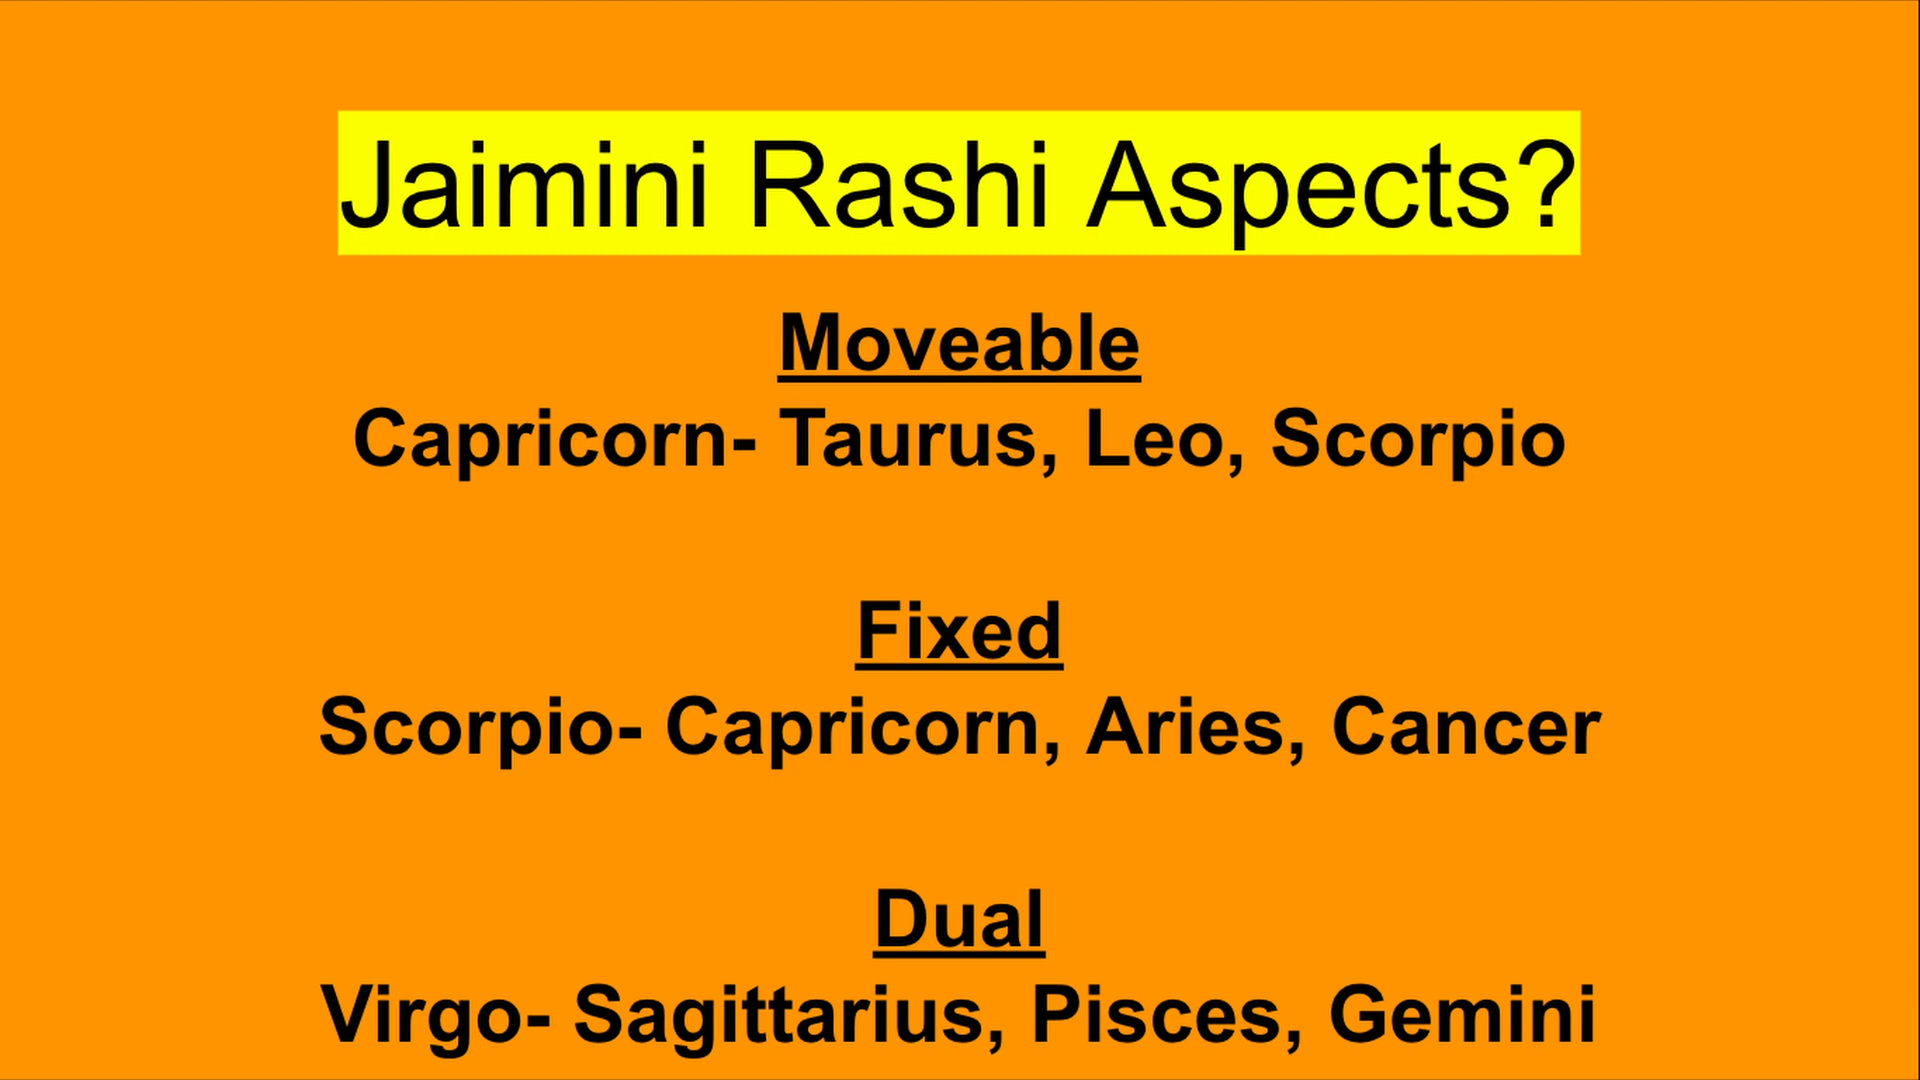 Jaimini Rashi Aspects?
Moveable
Capricorn- Taurus, Leo, Scorpio
Fixed
Scorpio- Capricorn, Aries, Cancer
Dual
Virgo- Sagittarius, Pisces, Gemini